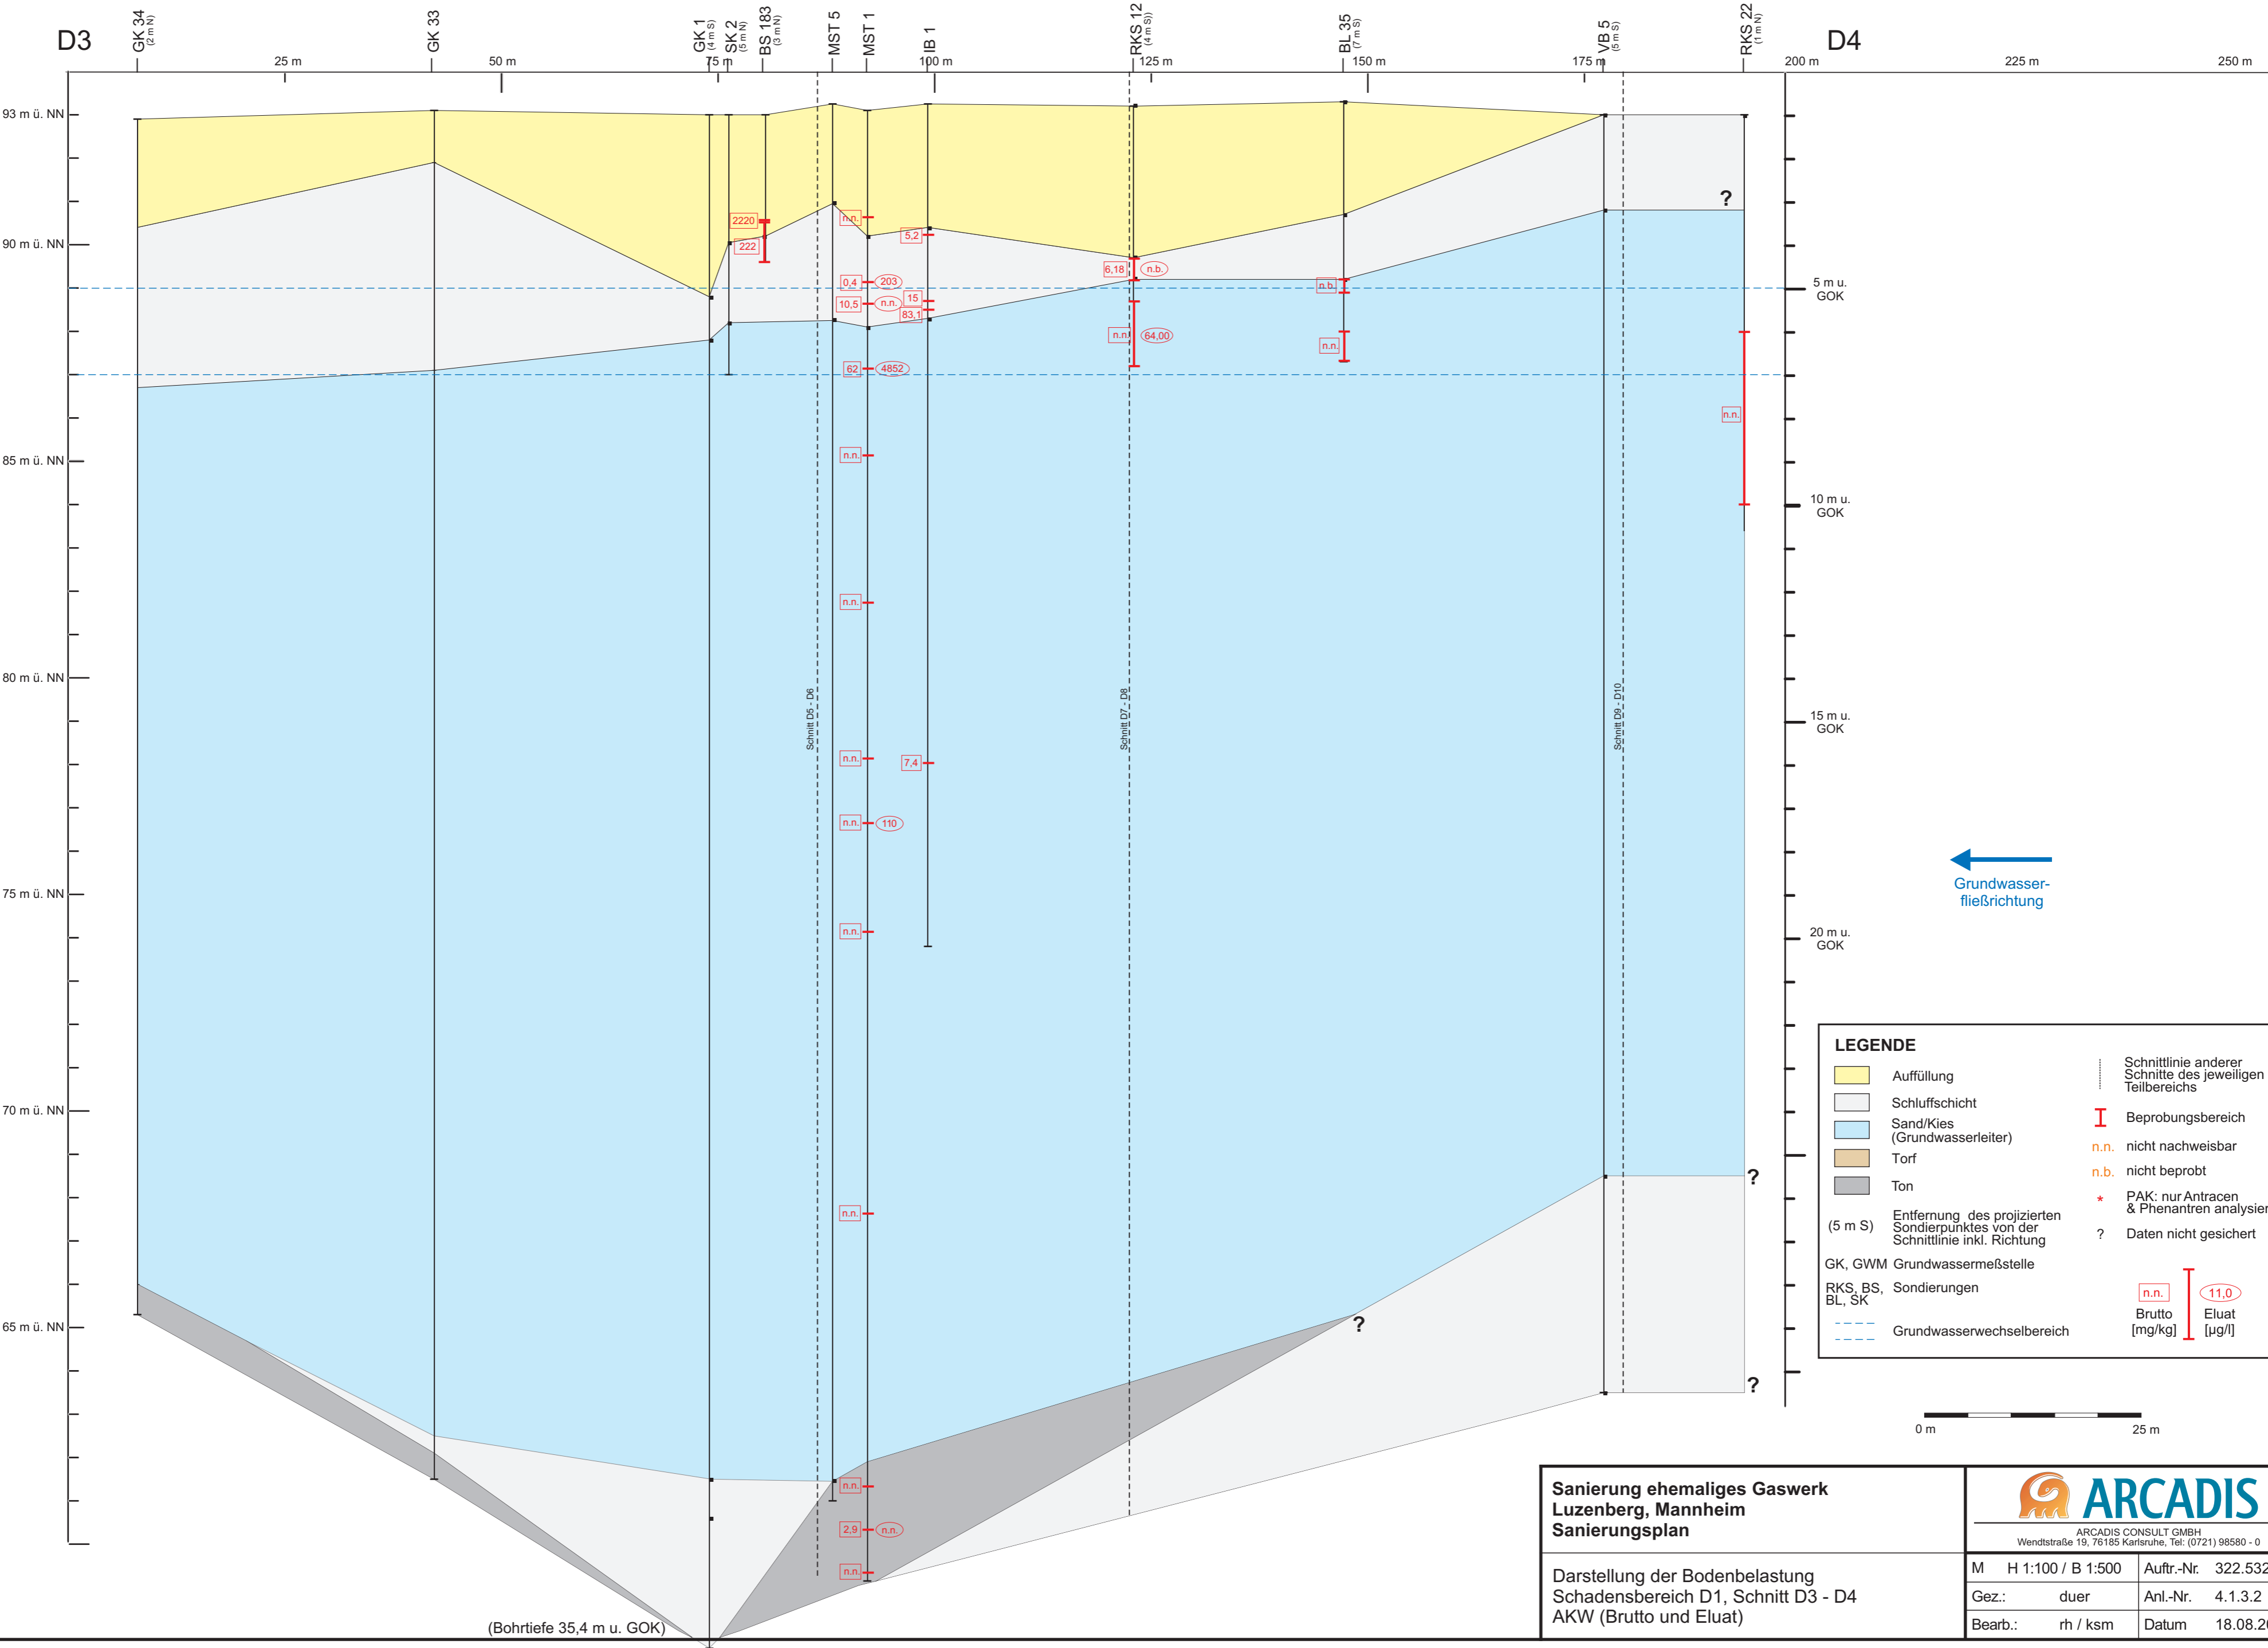 D3
GK 34
(2 m N)
GK 33
GK 1
(4 m S)
SK 2
(5 m N)
BS 183
(3 m N)
MST 5
MST 1
IB 1
RKS 12
(4 m S))
BL 35
(7 m S)
VB 5
(5 m S)
RKS 22
(1 m N)
D4
25 m
50 m
75 m
100 m
125 m
150 m
175 m
200 m
225 m
250 m
93 m ü. NN
90 m ü. NN
85 m ü. NN
80 m ü. NN
75 m ü. NN
70 m ü. NN
65 m ü. NN
5 m u.
GOK
10 m u.
GOK
15 m u.
GOK
20 m u.
GOK
2220
222
n.n.
0,4
203
10,5
n.n.
62
4852
n.n.
n.n.
n.n.
n.n.
110
n.n.
n.n.
n.n.
2,9
n.n.
n.n.
5,2
15
83,1
7,4
6,18
n.b.
n.n.
64,00
n.b.
n.n.
n.n.
?
?
?
?
Schnitt D5 - D6
Schnitt D7 - D8
Schnitt D9 - D10
(Bohrtiefe 35,4 m u. GOK)
Grundwasser-
fließrichtung
LEGENDE
Auffüllung
Schluffschicht
Sand/Kies
(Grundwasserleiter)
Torf
Ton
(5 m S)
Entfernung des projizierten
Sondierpunktes von der
Schnittlinie inkl. Richtung
GK, GWM Grundwassermeßstelle
RKS, BS,
BL, SK
Sondierungen
Grundwasserwechselbereich
Schnittlinie anderer
Schnitte des jeweiligen
Teilbereichs
Beprobungsbereich
n.n. nicht nachweisbar
n.b. nicht beprobt
* PAK: nur Antracen
& Phenantren analysier
? Daten nicht gesichert
n.n.
11,0
Brutto
[mg/kg]
Eluat
[µg/l]
0 m
25 m
Sanierung ehemaliges Gaswerk
Luzenberg, Mannheim
Sanierungsplan
Darstellung der Bodenbelastung
Schadensbereich D1, Schnitt D3 - D4
AKW (Brutto und Eluat)
ARCADIS
ARCADIS CONSULT GMBH
Wendtstraße 19, 76185 Karlsruhe, Tel: (0721) 98580 - 0
M H 1:100 / B 1:500
Auftr.-Nr. 322.532
Gez.: duer
Anl.-Nr. 4.1.3.2
Bearb.: rh / ksm
Datum 18.08.20